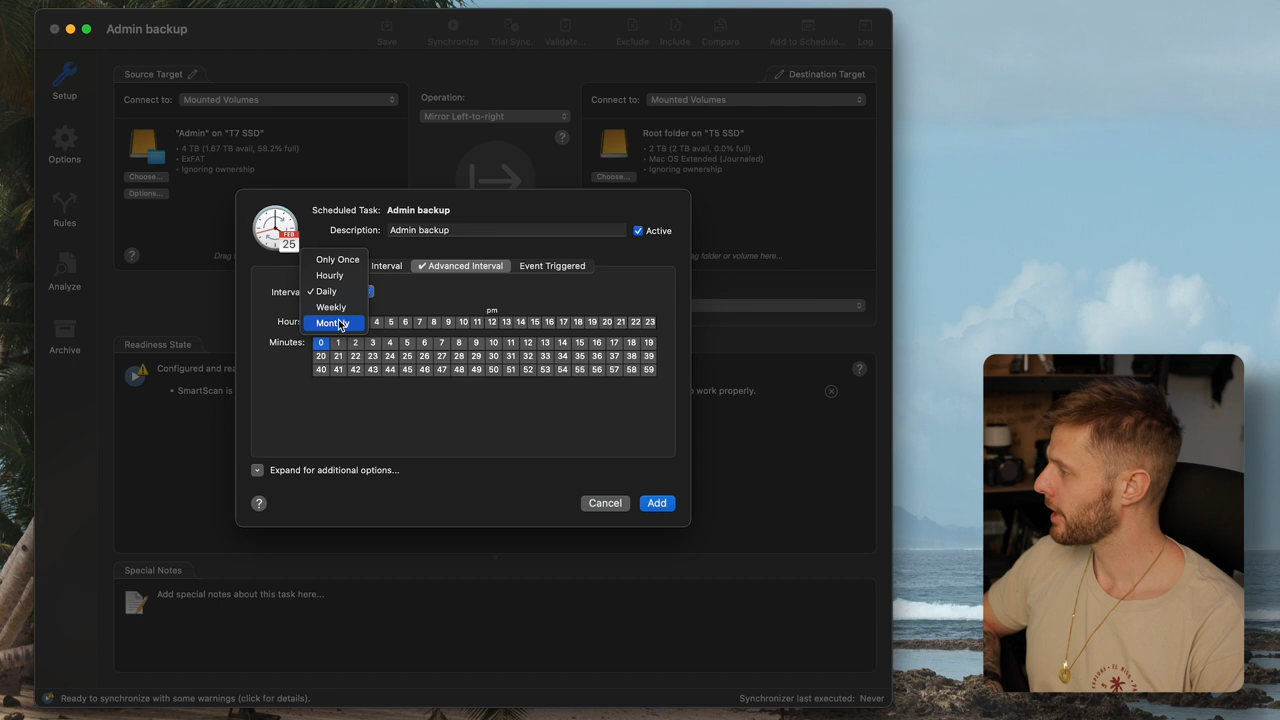 Admin backup
Save
Synchronize
Trial Sync.
Validate...
Exclude
Include
Compare
Add to Schedule...
Log
Setup
Options
Rules
Analyze
Archive
Source Target
Connect to: Mounted Volumes
"Admin" on "T7 SSD"
• 4 TB (1.67 TB avail, 58.2% full)
• ExFAT
• Ignoring ownership
Choose...
Options...
Operation:
Mirror Left-to-right
Destination Target
Connect to: Mounted Volumes
Root folder on "T5 SSD"
• 2 TB (2 TB avail, 0.0% full)
• Mac OS Extended (Journaled)
• Ignoring ownership
Choose...
Drag
folder or volume here...
Scheduled Task: Admin backup
Description: Admin backup
Active
FEB
25
Interval
✓ Advanced Interval
Event Triggered
Only Once
Hourly
✓ Daily
Weekly
Monthly
pm
4 5 6 7 8 9 10 11 12 13 14 15 16 17 18 19 20 21 22 23
Minutes: 0 1 2 3 4 5 6 7 8 9 10 11 12 13 14 15 16 17 18 19
20 21 22 23 24 25 26 27 28 29 30 31 32 33 34 35 36 37 38 39
40 41 42 43 44 45 46 47 48 49 50 51 52 53 54 55 56 57 58 59
Expand for additional options...
?
Cancel
Add
Readiness State
Configured and
• SmartScan is
work properly.
Special Notes
Add special notes about this task here...
Ready to synchronize with some warnings (click for details).
Synchronizer last executed: Never